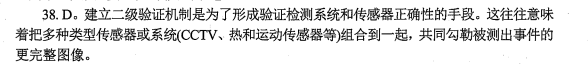 38. D。建立二级验证机制是为了形成验证检测系统和传感器正确性的手段。这往往意味
着把多种类型传感器或系统(CCTV、热和运动传感器等)组合到一起，共同勾勒被测出事件的
更完整图像。